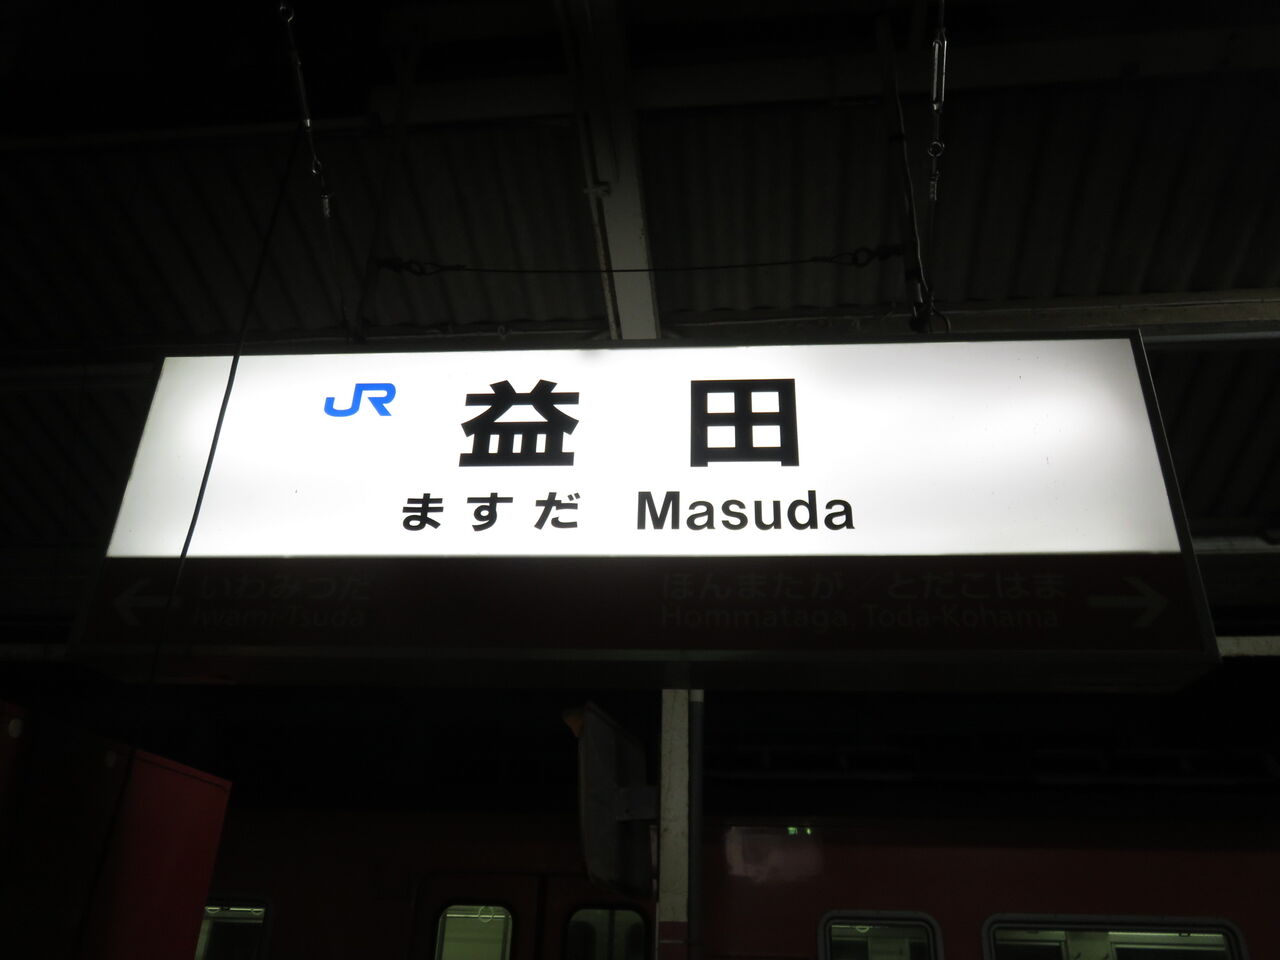 JR 益田
ますだ Masuda
← いわみつだ ほんまたが／とだこはま →
Iwami-Tsuda Hommataga, Toda-Kohama